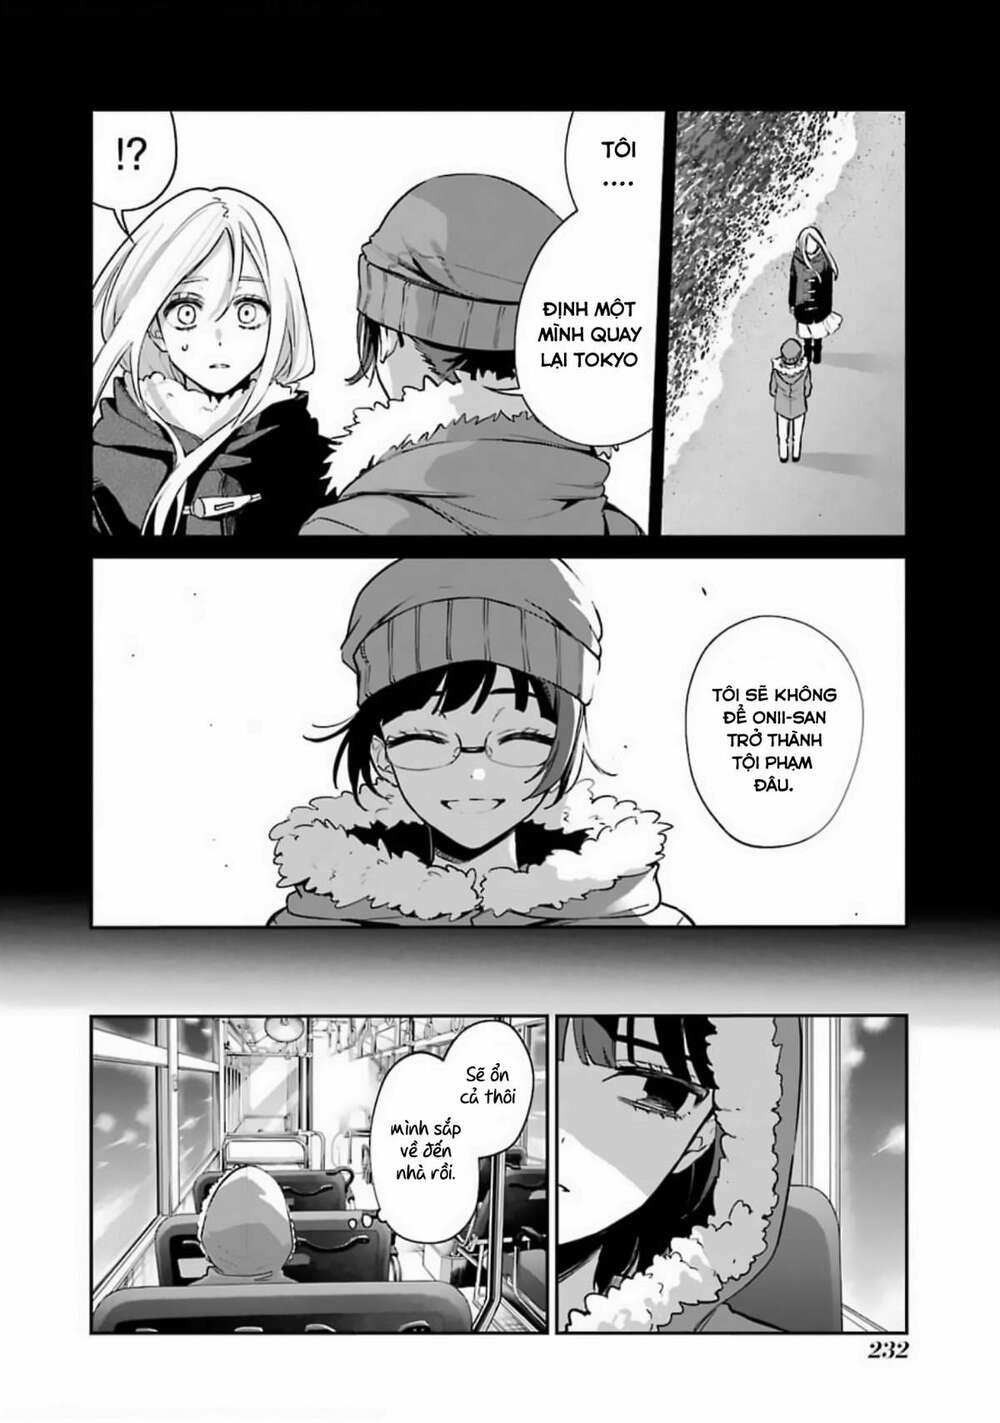 TÔI
....
ĐỊNH MỘT
MÌNH QUAY
LẠI TOKYO
!?
TÔI SẼ KHÔNG
ĐỂ ONII-SAN
TRỞ THÀNH
TỘI PHẠM
ĐÂU.
Sẽ ổn
cả thôi
mình sắp
về đến
nhà rồi.
232